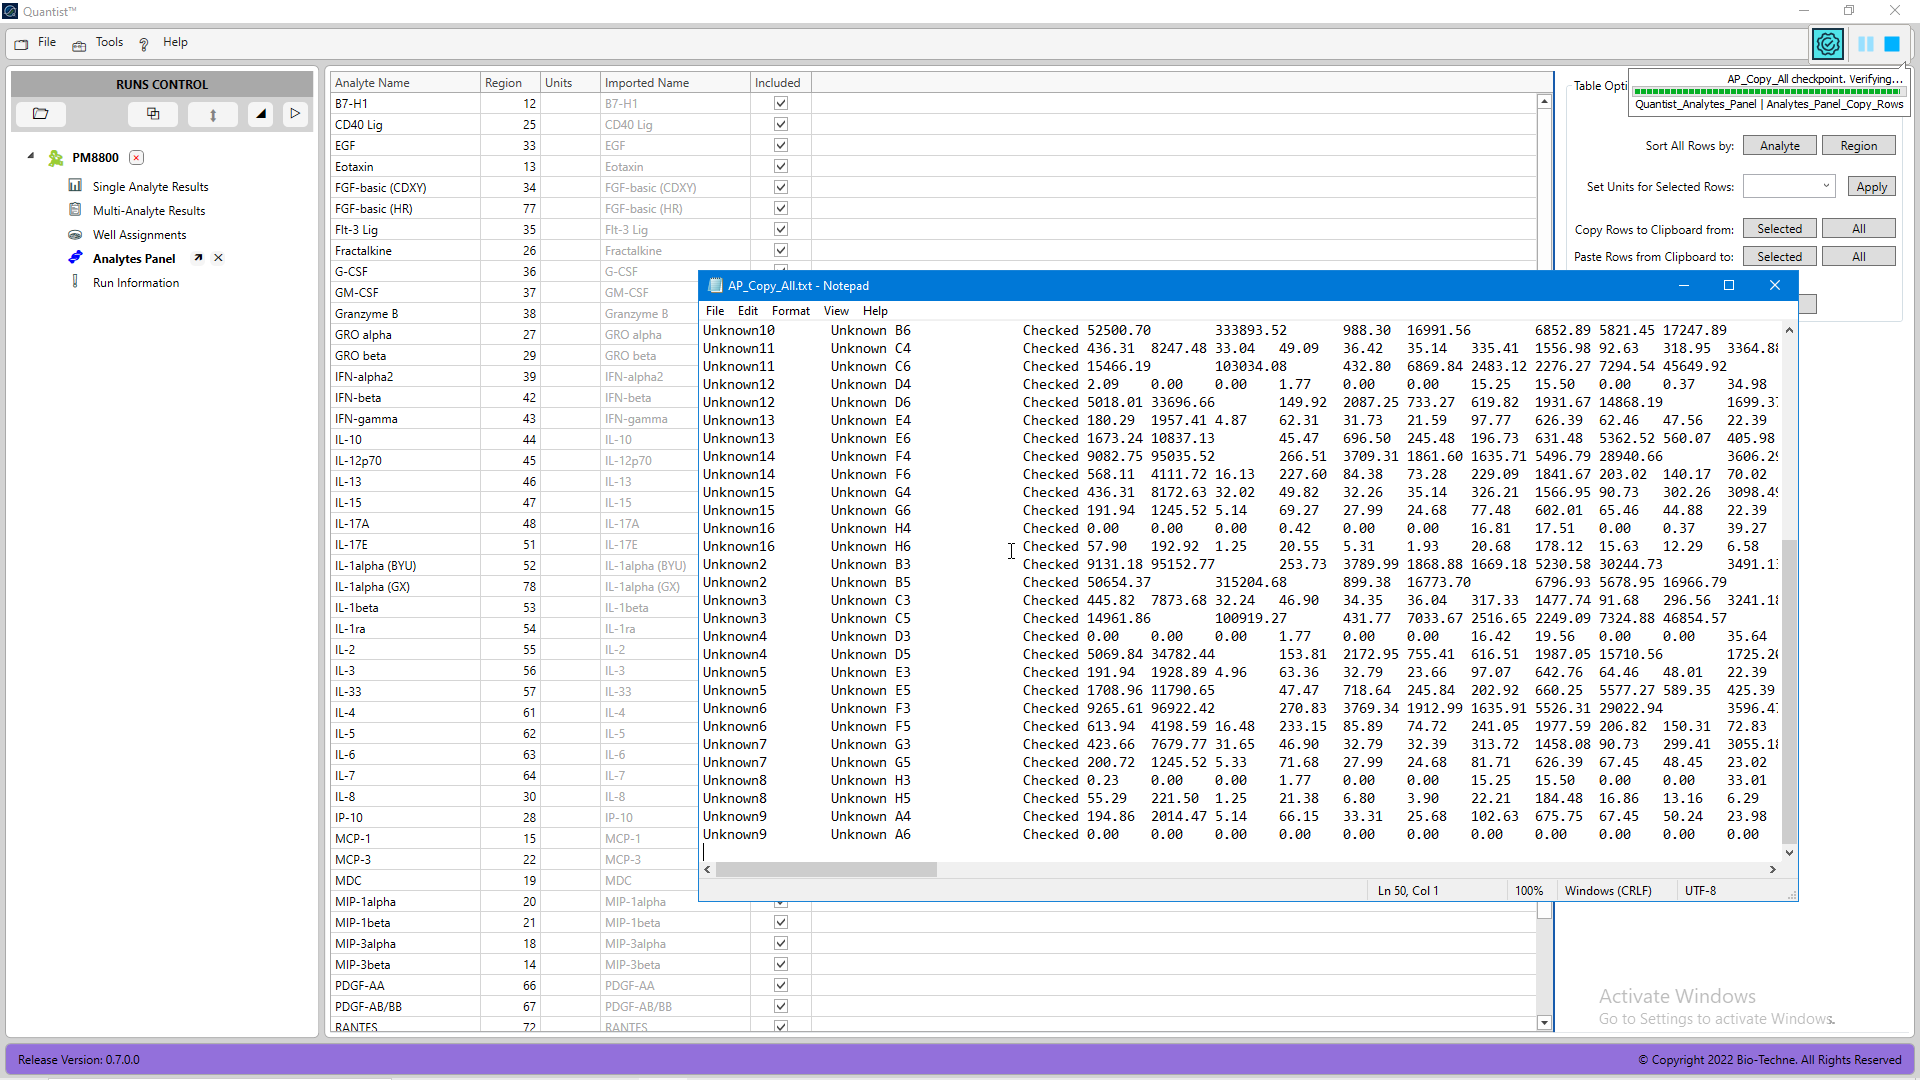 Quantist™
File Tools Help
RUNS CONTROL
PM8800
Single Analyte Results
Multi-Analyte Results
Well Assignments
Analytes Panel
Run Information
Analyte Name Region Units Imported Name Included
B7-H1 12 B7-H1
CD40 Lig 25 CD40 Lig
EGF 33 EGF
Eotaxin 13 Eotaxin
FGF-basic (CDXY) 34 FGF-basic (CDXY)
FGF-basic (HR) 77 FGF-basic (HR)
Flt-3 Lig 35 Flt-3 Lig
Fractalkine 26 Fractalkine
G-CSF 36 G-CSF
GM-CSF 37 GM-CSF
Granzyme B 38 Granzyme B
GRO alpha 27 GRO alpha
GRO beta 29 GRO beta
IFN-alpha2 39 IFN-alpha2
IFN-beta 42 IFN-beta
IFN-gamma 43 IFN-gamma
IL-10 44 IL-10
IL-12p70 45 IL-12p70
IL-13 46 IL-13
IL-15 47 IL-15
IL-17A 48 IL-17A
IL-17E 51 IL-17E
IL-1alpha (BYU) 52 IL-1alpha (BYU)
IL-1alpha (GX) 78 IL-1alpha (GX)
IL-1beta 53 IL-1beta
IL-1ra 54 IL-1ra
IL-2 55 IL-2
IL-3 56 IL-3
IL-33 57 IL-33
IL-4 61 IL-4
IL-5 62 IL-5
IL-6 63 IL-6
IL-7 64 IL-7
IL-8 30 IL-8
IP-10 28 IP-10
MCP-1 15 MCP-1
MCP-3 22 MCP-3
MDC 19 MDC
MIP-1alpha 20 MIP-1alpha
MIP-1beta 21 MIP-1beta
MIP-3alpha 18 MIP-3alpha
MIP-3beta 14 MIP-3beta
PDGF-AA 66 PDGF-AA
PDGF-AB/BB 67 PDGF-AB/BB
RANTES 72 RANTES
Table Opti
AP_Copy_All checkpoint. Verifying...
Quantist_Analytes_Panel | Analytes_Panel_Copy_Rows
Sort All Rows by: Analyte Region
Set Units for Selected Rows: Apply
Copy Rows to Clipboard from: Selected All
Paste Rows from Clipboard to: Selected All
AP_Copy_All.txt - Notepad
File Edit Format View Help
Unknown10 Unknown B6 Checked 52500.70 333893.52 988.30 16991.56 6852.89 5821.45 17247.89
Unknown11 Unknown C4 Checked 436.31 8247.48 33.04 49.09 36.42 35.14 335.41 1556.98 92.63 318.95 3364.88
Unknown11 Unknown C6 Checked 15466.19 103034.08 432.80 6869.84 2483.12 2276.27 7294.54 45649.92
Unknown12 Unknown D4 Checked 2.09 0.00 0.00 1.77 0.00 0.00 15.25 15.50 0.00 0.37 34.98
Unknown12 Unknown D6 Checked 5018.01 33696.66 149.92 2087.25 733.27 619.82 1931.67 14868.19 1699.3
Unknown13 Unknown E4 Checked 180.29 1957.41 4.87 62.31 31.73 21.59 97.77 626.39 62.46 47.56 22.39
Unknown13 Unknown E6 Checked 1673.24 10837.13 45.47 696.50 245.48 196.73 631.48 5362.52 560.07 405.98
Unknown14 Unknown F4 Checked 9082.75 95035.52 266.51 3709.31 1861.60 1635.71 5496.79 28940.66 3606.2
Unknown14 Unknown F6 Checked 568.11 4111.72 16.13 227.60 84.38 73.28 229.09 1841.67 203.02 140.17 70.02
Unknown15 Unknown G4 Checked 436.31 8172.63 32.02 49.82 32.26 35.14 326.21 1566.95 90.73 302.26 3098.49
Unknown15 Unknown G6 Checked 191.94 1245.52 5.14 69.27 27.99 24.68 77.48 602.01 65.46 44.88 22.39
Unknown16 Unknown H4 Checked 0.00 0.00 0.00 0.42 0.00 0.00 16.81 17.51 0.00 0.37 39.27
Unknown16 Unknown H6 Checked 57.90 192.92 1.25 20.55 5.31 1.93 20.68 178.12 15.63 12.29 6.58
Unknown2 Unknown B3 Checked 9131.18 95152.77 253.73 3789.99 1868.88 1669.18 5230.58 30244.73 3491.1
Unknown2 Unknown B5 Checked 50654.37 315204.68 899.38 16773.70 6796.93 5678.95 16966.79
Unknown3 Unknown C3 Checked 445.82 7873.68 32.24 46.90 34.35 36.04 317.33 1477.74 91.68 296.56 3241.18
Unknown3 Unknown C5 Checked 14961.86 100919.27 431.77 7033.67 2516.65 2249.09 7324.88 46854.57
Unknown4 Unknown D3 Checked 0.00 0.00 0.00 1.77 0.00 0.00 16.42 19.56 0.00 0.00 35.64
Unknown4 Unknown D5 Checked 5069.84 34782.44 153.81 2172.95 755.41 616.51 1987.05 15710.56 1725.20
Unknown5 Unknown E3 Checked 191.94 1928.89 4.96 63.36 32.79 23.66 97.07 642.76 64.46 48.01 22.39
Unknown5 Unknown E5 Checked 1708.96 11790.65 47.47 718.64 245.84 202.92 660.25 5577.27 589.35 425.39
Unknown6 Unknown F3 Checked 9265.61 96922.42 270.83 3769.34 1912.99 1635.91 5526.31 29022.94 3596.4
Unknown6 Unknown F5 Checked 613.94 4198.59 16.48 233.15 85.89 74.72 241.05 1977.59 206.82 150.31 72.83
Unknown7 Unknown G3 Checked 423.66 7679.77 31.65 46.90 32.79 32.39 313.72 1458.08 90.73 299.41 3055.18
Unknown7 Unknown G5 Checked 200.72 1245.52 5.33 71.68 27.99 24.68 81.71 626.39 67.45 48.45 23.02
Unknown8 Unknown H3 Checked 0.23 0.00 0.00 1.77 0.00 0.00 15.25 15.50 0.00 0.00 33.01
Unknown8 Unknown H5 Checked 55.29 221.50 1.25 21.38 6.80 3.90 22.21 184.48 16.86 13.16 6.29
Unknown9 Unknown A4 Checked 194.86 2014.47 5.14 66.15 33.31 25.68 102.63 675.75 67.45 50.24 23.98
Unknown9 Unknown A6 Checked 0.00 0.00 0.00 0.00 0.00 0.00 0.00 0.00 0.00 0.00 0.00
Ln 50, Col 1 100% Windows (CRLF) UTF-8
Activate Windows
Go to Settings to activate Windows.
Release Version: 0.7.0.0
© Copyright 2022 Bio-Techne. All Rights Reserved